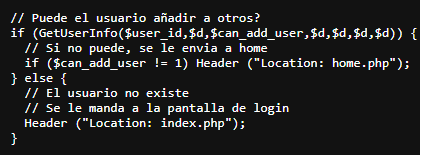 // Puede el usuario añadir a otros?
if (GetUserInfo($user_id,$d,$can_add_user,$d,$d,$d,$d)) {
// Si no puede, se le envia a home
if ($can_add_user != 1) Header ("Location: home.php");
} else {
// El usuario no existe
// Se le manda a la pantalla de login
Header ("Location: index.php");
}